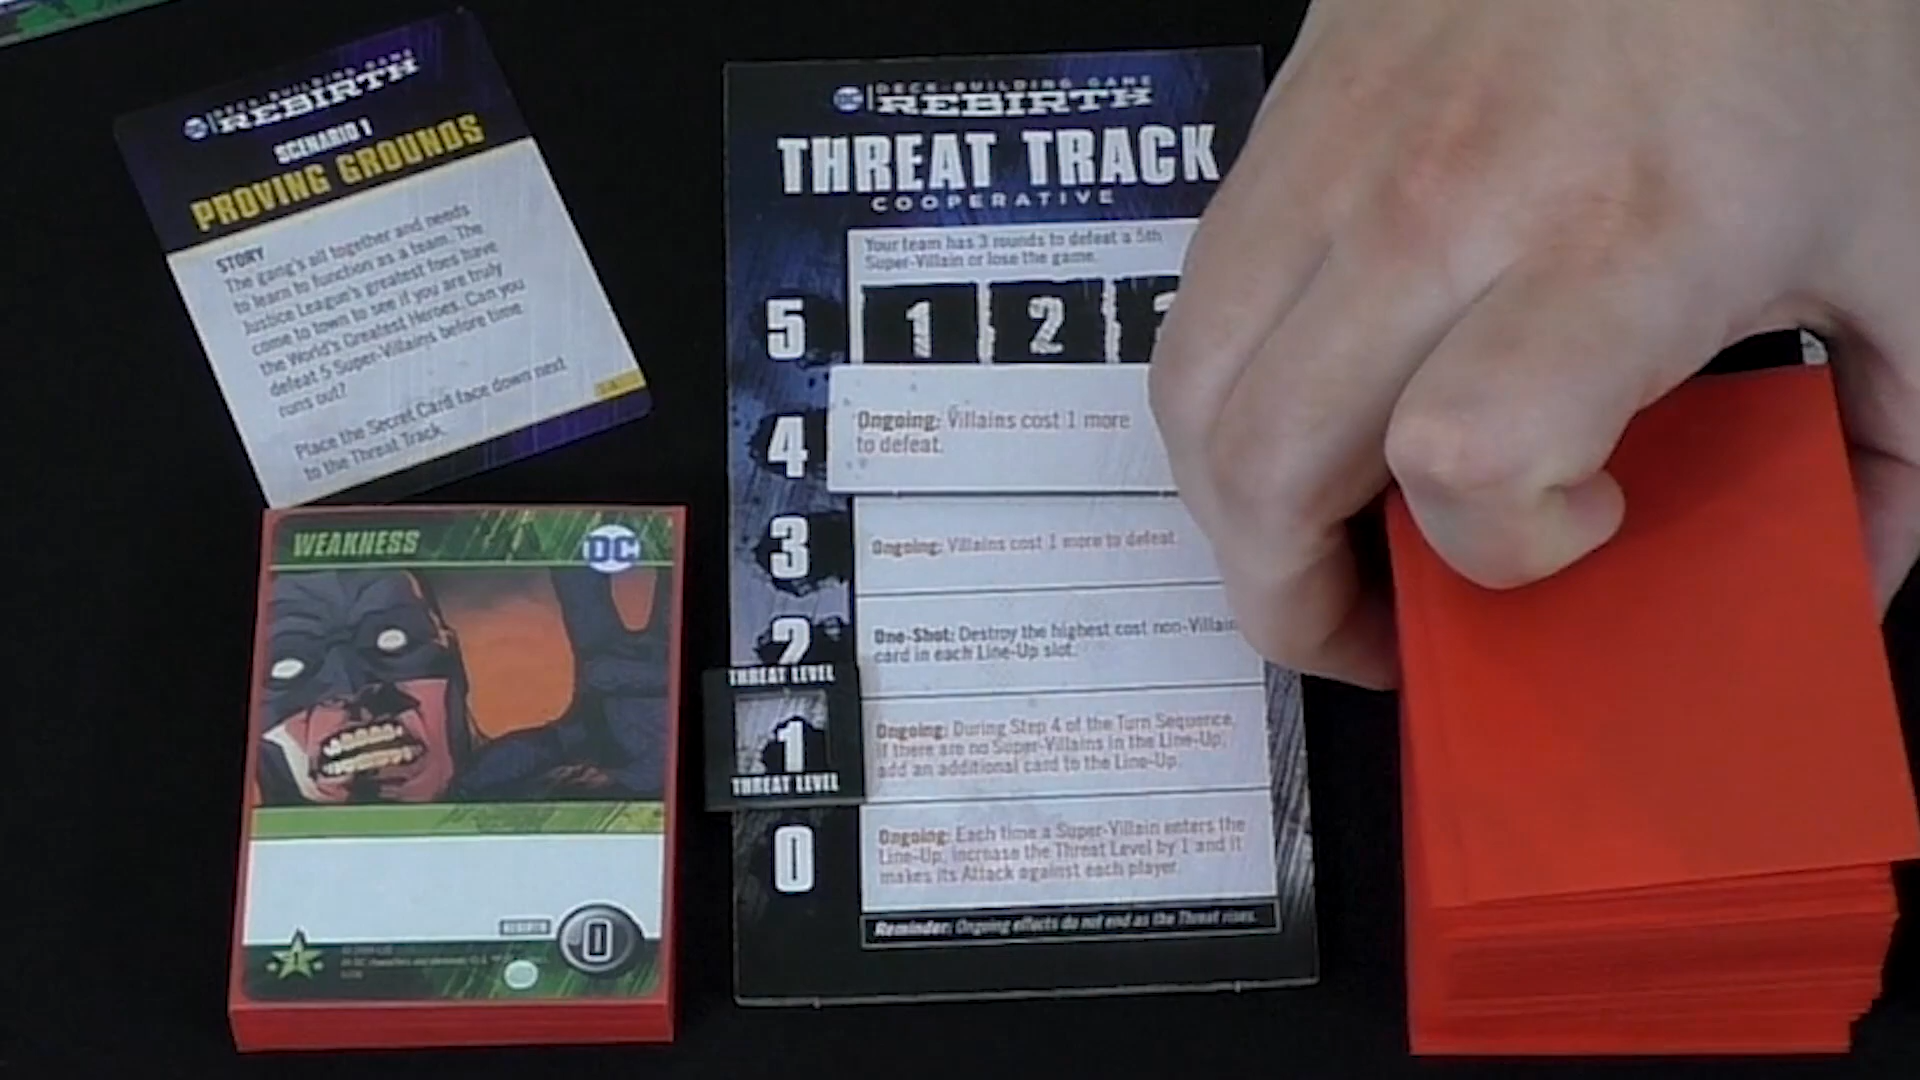 DECK-BUILDING GAME
REBIRTH
SCENARIO 1
PROVING GROUNDS
STORY
The gang's all together and needs
to learn to function as a team. The
Justice League's greatest foes have
come to town to see if you are truly
the World's Greatest Heroes. Can you
defeat 5 Super-Villains before time
runs out?
Place the Secret Card face down next
to the Threat Track.
WEAKNESS
DC
REBIRTH
0
DC
DECK-BUILDING GAME
REBIRTH
THREAT TRACK
COOPERATIVE
Your team has 3 rounds to defeat a 5th
Super-Villain or lose the game.
5
1 2
4
Ongoing: Villains cost 1 more
to defeat.
3
Ongoing: Villains cost 1 more to defeat.
2
One-Shot: Destroy the highest cost non-Villain
card in each Line-Up slot.
THREAT LEVEL
1
THREAT LEVEL
Ongoing: During Step 4 of the Turn Sequence,
if there are no Super-Villains in the Line-Up,
add an additional card to the Line-Up.
0
Ongoing: Each time a Super-Villain enters the
Line-Up, increase the Threat Level by 1 and it
makes its Attack against each player.
Reminder: Ongoing effects do not end as the Threat rises.